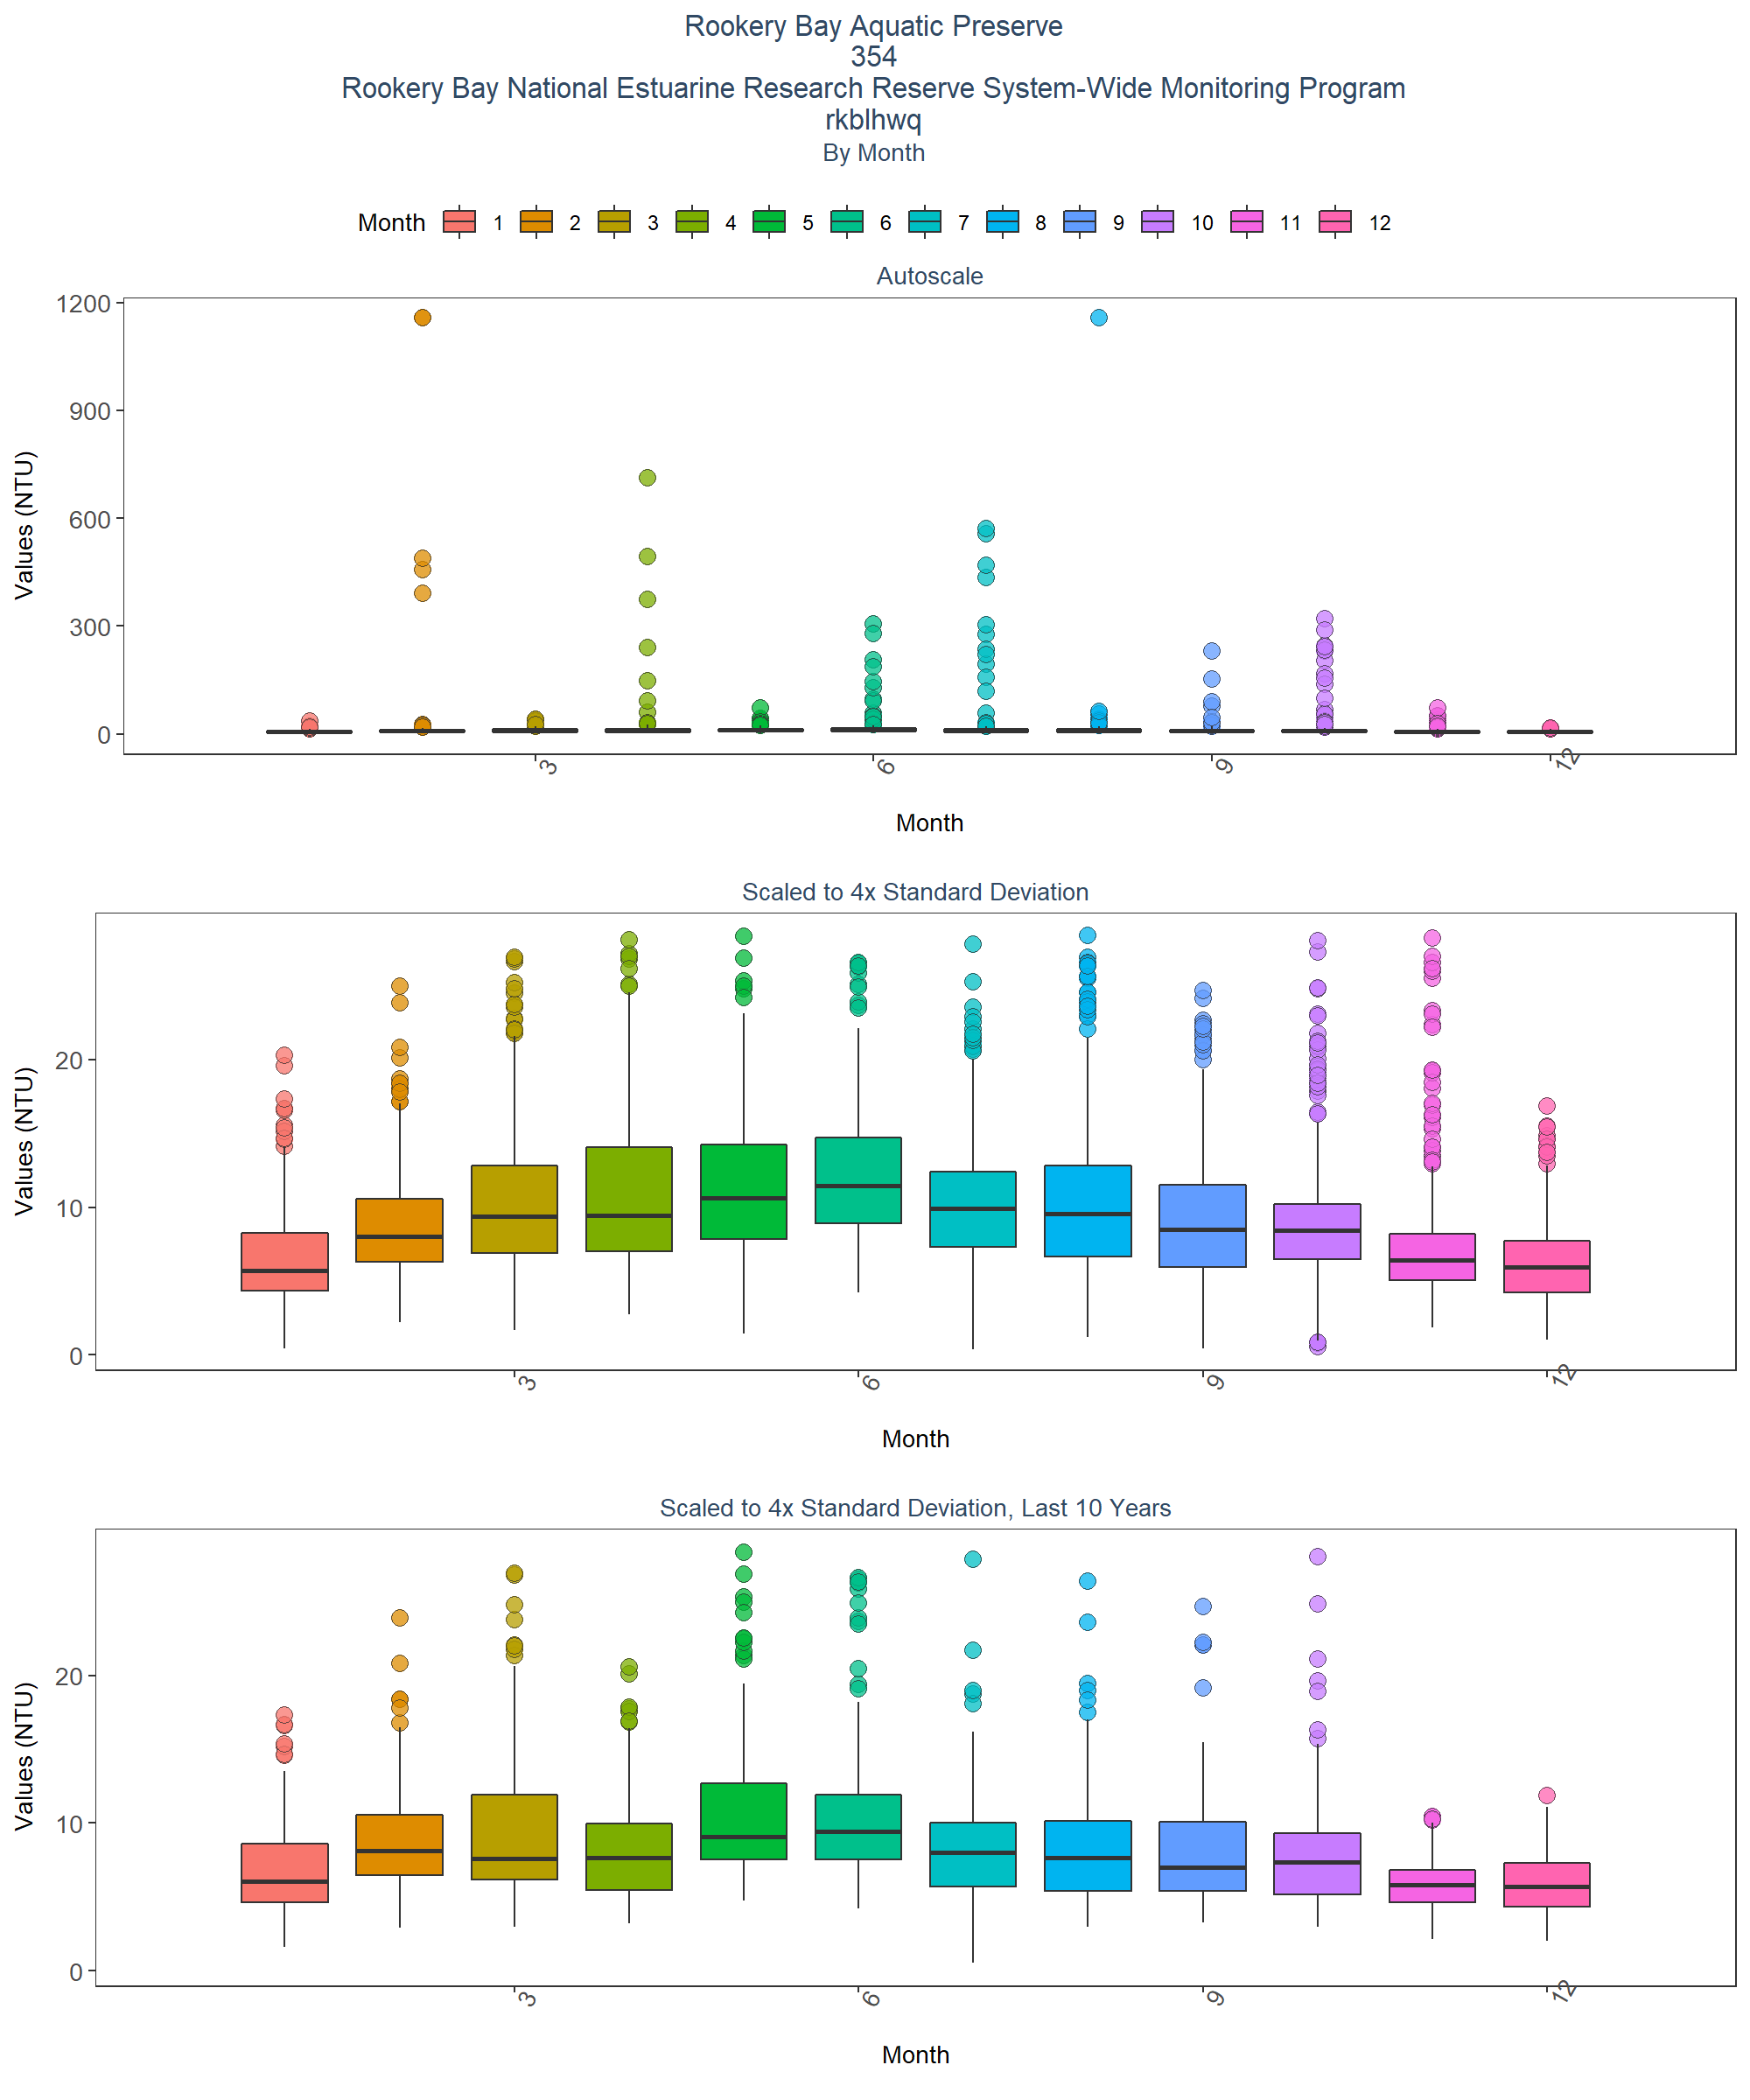 Rookery Bay Aquatic Preserve
354
Rookery Bay National Estuarine Research Reserve System-Wide Monitoring Program
rkblhwq
By Month
Month 1 2 3 4 5 6 7 8 9 10 11 12
Autoscale
1200
900
600
300
0
Values (NTU)
3 6 9 12
Month
Scaled to 4x Standard Deviation
20
10
0
Values (NTU)
3 6 9 12
Month
Scaled to 4x Standard Deviation, Last 10 Years
20
10
0
Values (NTU)
3 6 9 12
Month